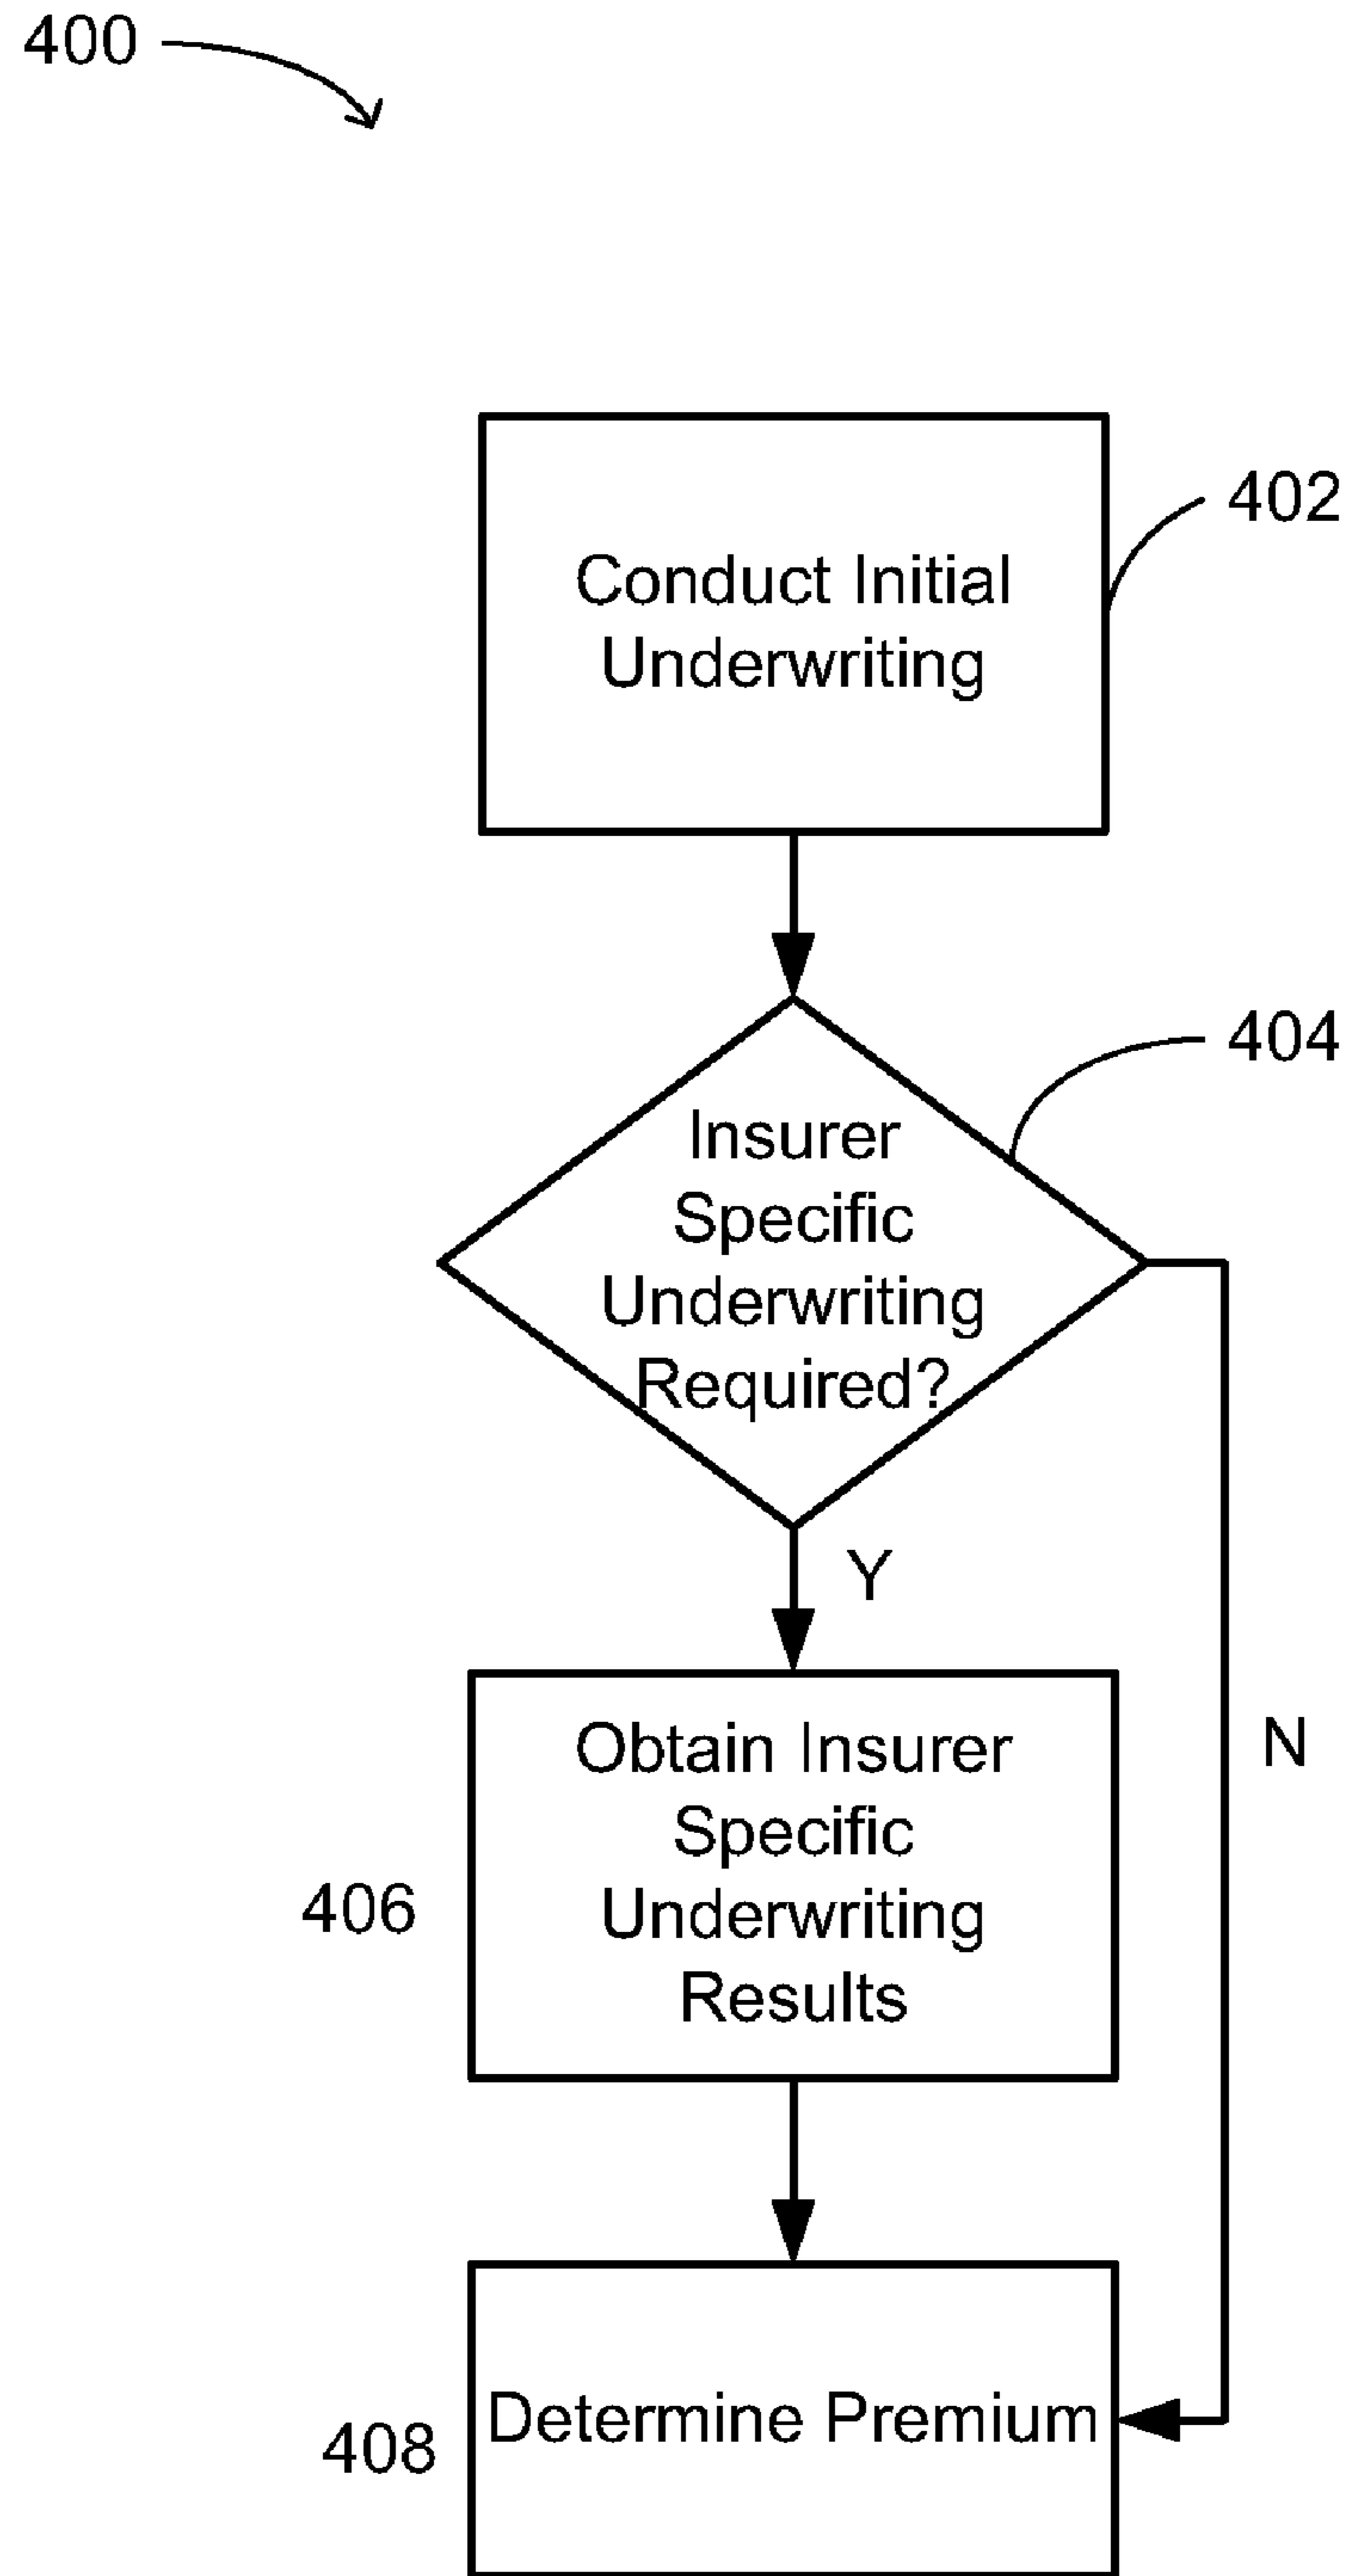 400
Conduct Initial
Underwriting
402
404
Insurer
Specific
Underwriting
Required?
Y
N
Obtain Insurer
Specific
Underwriting
Results
406
Determine Premium
408